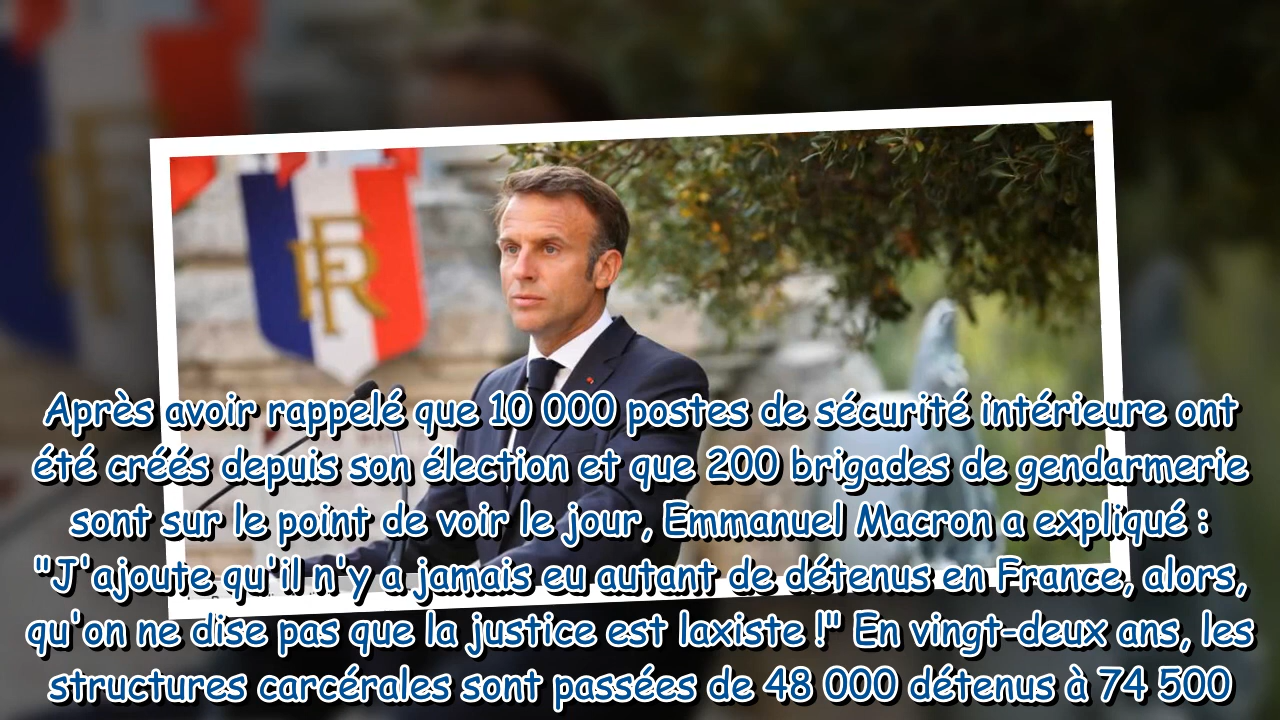 RF
Après avoir rappelé que 10 000 postes de sécurité intérieure ont
été créés depuis son élection et que 200 brigades de gendarmerie
sont sur le point de voir le jour, Emmanuel Macron a expliqué :
"J'ajoute qu'il n'y a jamais eu autant de détenus en France, alors,
qu'on ne dise pas que la justice est laxiste !" En vingt-deux ans, les
structures carcérales sont passées de 48 000 détenus à 74 500